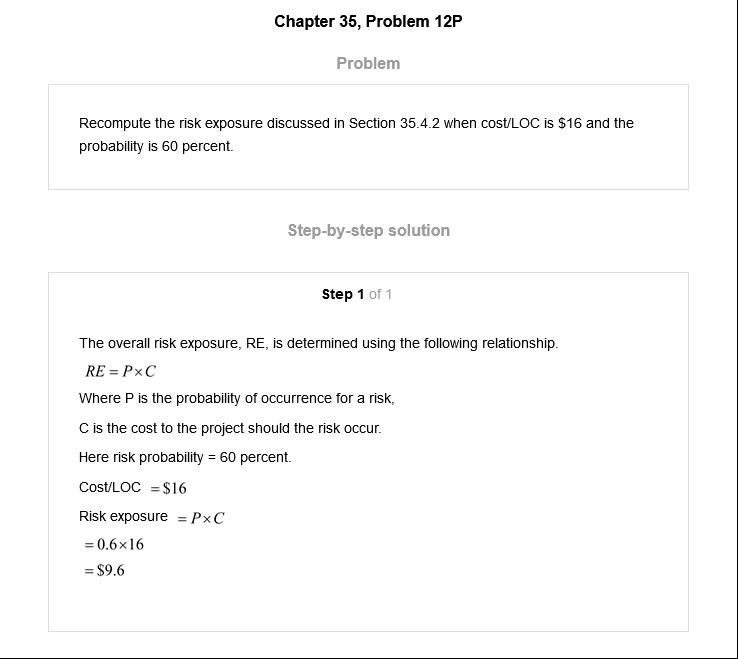 Chapter 35, Problem 12P
Problem
Recompute the risk exposure discussed in Section 35.4.2 when cost/LOC is $16 and the
probability is 60 percent.
Step-by-step solution
Step 1 of 1
The overall risk exposure, RE, is determined using the following relationship.
RE = P×C
Where P is the probability of occurrence for a risk,
C is the cost to the project should the risk occur.
Here risk probability = 60 percent.
Cost/LOC = $16
Risk exposure = P×C
= 0.6×16
= $9.6